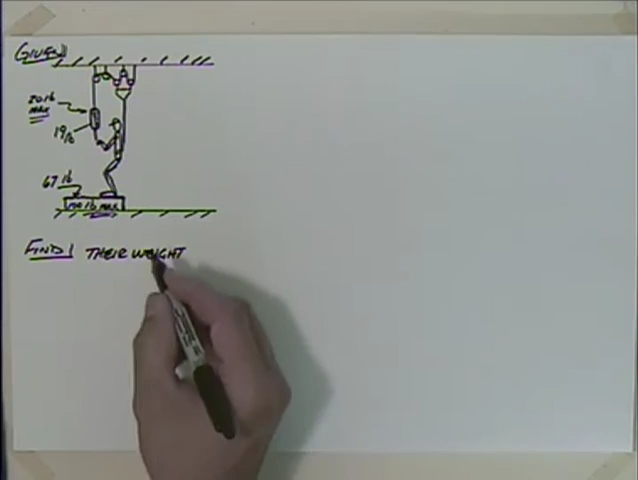 GIVEN!
20 lb
MAX
19 lb
67 lb
100 lb MAX
FIND! THEIR WEIGHT